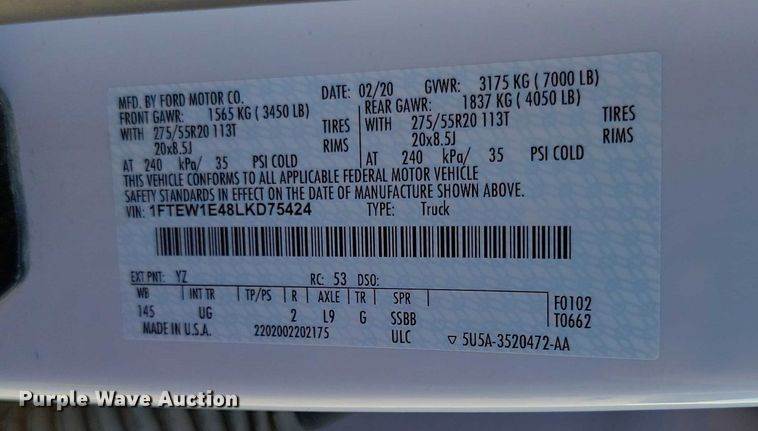 MFD. BY FORD MOTOR CO.
DATE: 02/20 GVWR: 3175 KG ( 7000 LB)
FRONT GAWR: 1565 KG ( 3450 LB)
REAR GAWR: 1837 KG ( 4050 LB)
WITH 275/55R20 113T TIRES
WITH 275/55R20 113T TIRES
20x8.5J RIMS
20x8.5J RIMS
AT 240 kPa/ 35 PSI COLD
AT 240 kPa/ 35 PSI COLD
THIS VEHICLE CONFORMS TO ALL APPLICABLE FEDERAL MOTOR VEHICLE
SAFETY STANDARDS IN EFFECT ON THE DATE OF MANUFACTURE SHOWN ABOVE.
VIN: 1FTEW1E48LKD75424 TYPE: Truck
EXT PNT: YZ RC: 53 DSO:
WB INT TR TP/PS R AXLE TR SPR
F0102
145 UG 2 L9 G SSBB
T0662
MADE IN U.S.A. 2202002202175 ULC ▽ 5U5A-3520472-AA
Purple Wave Auction